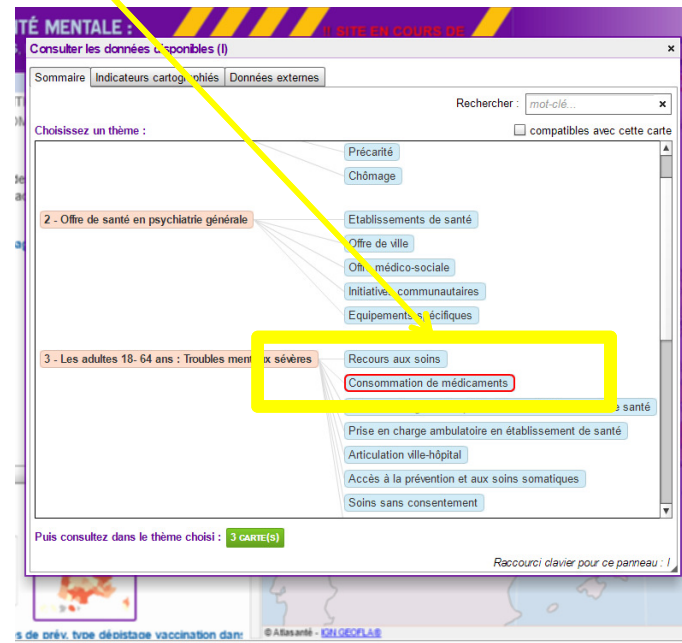 TÉ MENTALE :
!! SITE EN COURS DE
Consulter les données disponibles (I) ×
Sommaire Indicateurs cartographiés Données externes
Rechercher : mot-clé... ×
Choisissez un thème : compatibles avec cette carte
Précarité
Chômage
2 - Offre de santé en psychiatrie générale
Etablissements de santé
Offre de ville
Offre médico-sociale
Initiatives communautaires
Equipements spécifiques
3 - Les adultes 18- 64 ans : Troubles mentaux sévères
Recours aux soins
Consommation de médicaments
de santé
Prise en charge ambulatoire en établissement de santé
Articulation ville-hôpital
Accès à la prévention et aux soins somatiques
Soins sans consentement
Puis consultez dans le thème choisi : 3 CARTE(S)
Raccourci clavier pour ce panneau : I
s de prév. type dépistage vaccination dans
© Atlasanté - IGN GEOFLA®